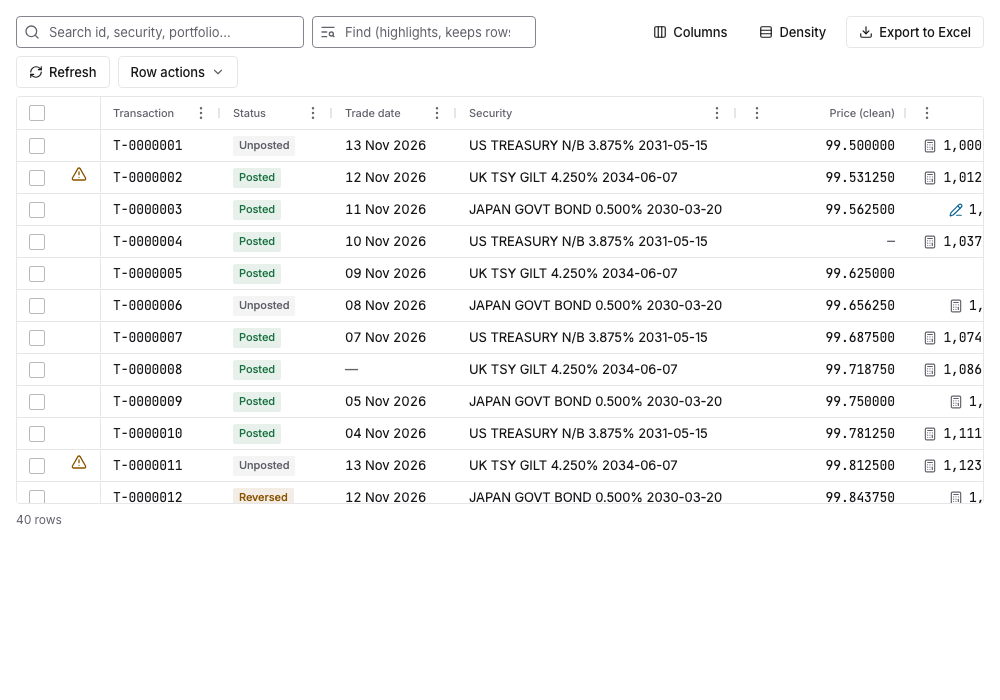 Search id, security, portfolio...
Find (highlights, keeps rows
Columns
Density
Export to Excel
Refresh
Row actions
Transaction Status Trade date Security Price (clean)
T-0000001 Unposted 13 Nov 2026 US TREASURY N/B 3.875% 2031-05-15 99.500000 1,000
T-0000002 Posted 12 Nov 2026 UK TSY GILT 4.250% 2034-06-07 99.531250 1,012
T-0000003 Posted 11 Nov 2026 JAPAN GOVT BOND 0.500% 2030-03-20 99.562500 1,
T-0000004 Posted 10 Nov 2026 US TREASURY N/B 3.875% 2031-05-15 — 1,037
T-0000005 Posted 09 Nov 2026 UK TSY GILT 4.250% 2034-06-07 99.625000
T-0000006 Unposted 08 Nov 2026 JAPAN GOVT BOND 0.500% 2030-03-20 99.656250 1,
T-0000007 Posted 07 Nov 2026 US TREASURY N/B 3.875% 2031-05-15 99.687500 1,074
T-0000008 Posted — UK TSY GILT 4.250% 2034-06-07 99.718750 1,086
T-0000009 Posted 05 Nov 2026 JAPAN GOVT BOND 0.500% 2030-03-20 99.750000 1,
T-0000010 Posted 04 Nov 2026 US TREASURY N/B 3.875% 2031-05-15 99.781250 1,111
T-0000011 Unposted 13 Nov 2026 UK TSY GILT 4.250% 2034-06-07 99.812500 1,123
T-0000012 Reversed 12 Nov 2026 JAPAN GOVT BOND 0.500% 2030-03-20 99.843750 1,
40 rows